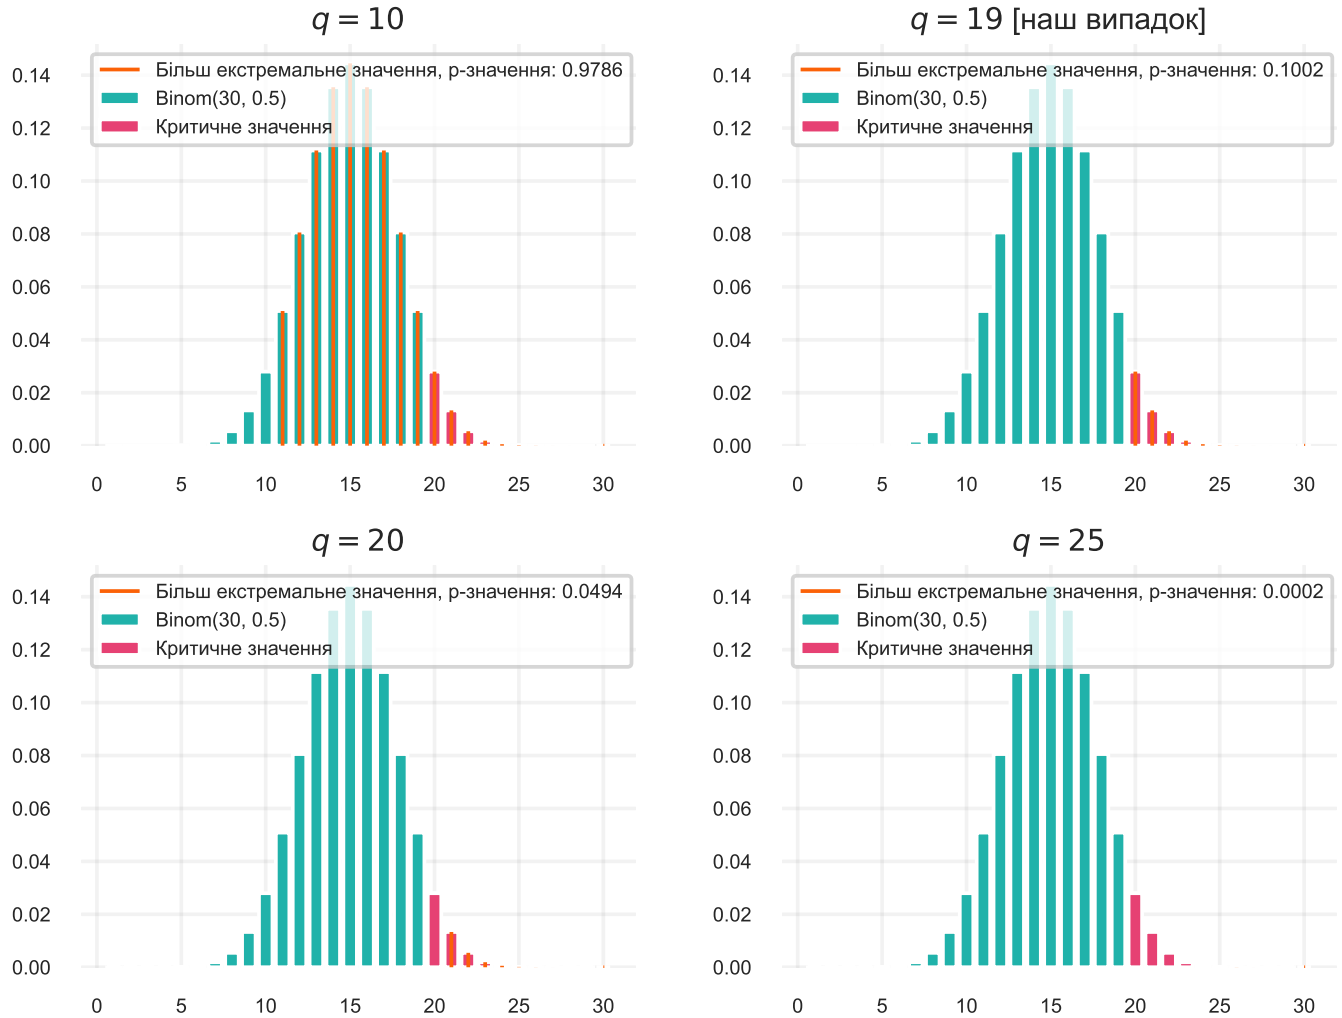 q = 10
Більш екстремальне значення, p-значення: 0.9786
Binom(30, 0.5)
Критичне значення
0.14
0.12
0.10
0.08
0.06
0.04
0.02
0.00
0 5 10 15 20 25 30
q = 19 [наш випадок]
Більш екстремальне значення, p-значення: 0.1002
Binom(30, 0.5)
Критичне значення
0.14
0.12
0.10
0.08
0.06
0.04
0.02
0.00
0 5 10 15 20 25 30
q = 20
Більш екстремальне значення, p-значення: 0.0494
Binom(30, 0.5)
Критичне значення
0.14
0.12
0.10
0.08
0.06
0.04
0.02
0.00
0 5 10 15 20 25 30
q = 25
Більш екстремальне значення, p-значення: 0.0002
Binom(30, 0.5)
Критичне значення
0.14
0.12
0.10
0.08
0.06
0.04
0.02
0.00
0 5 10 15 20 25 30